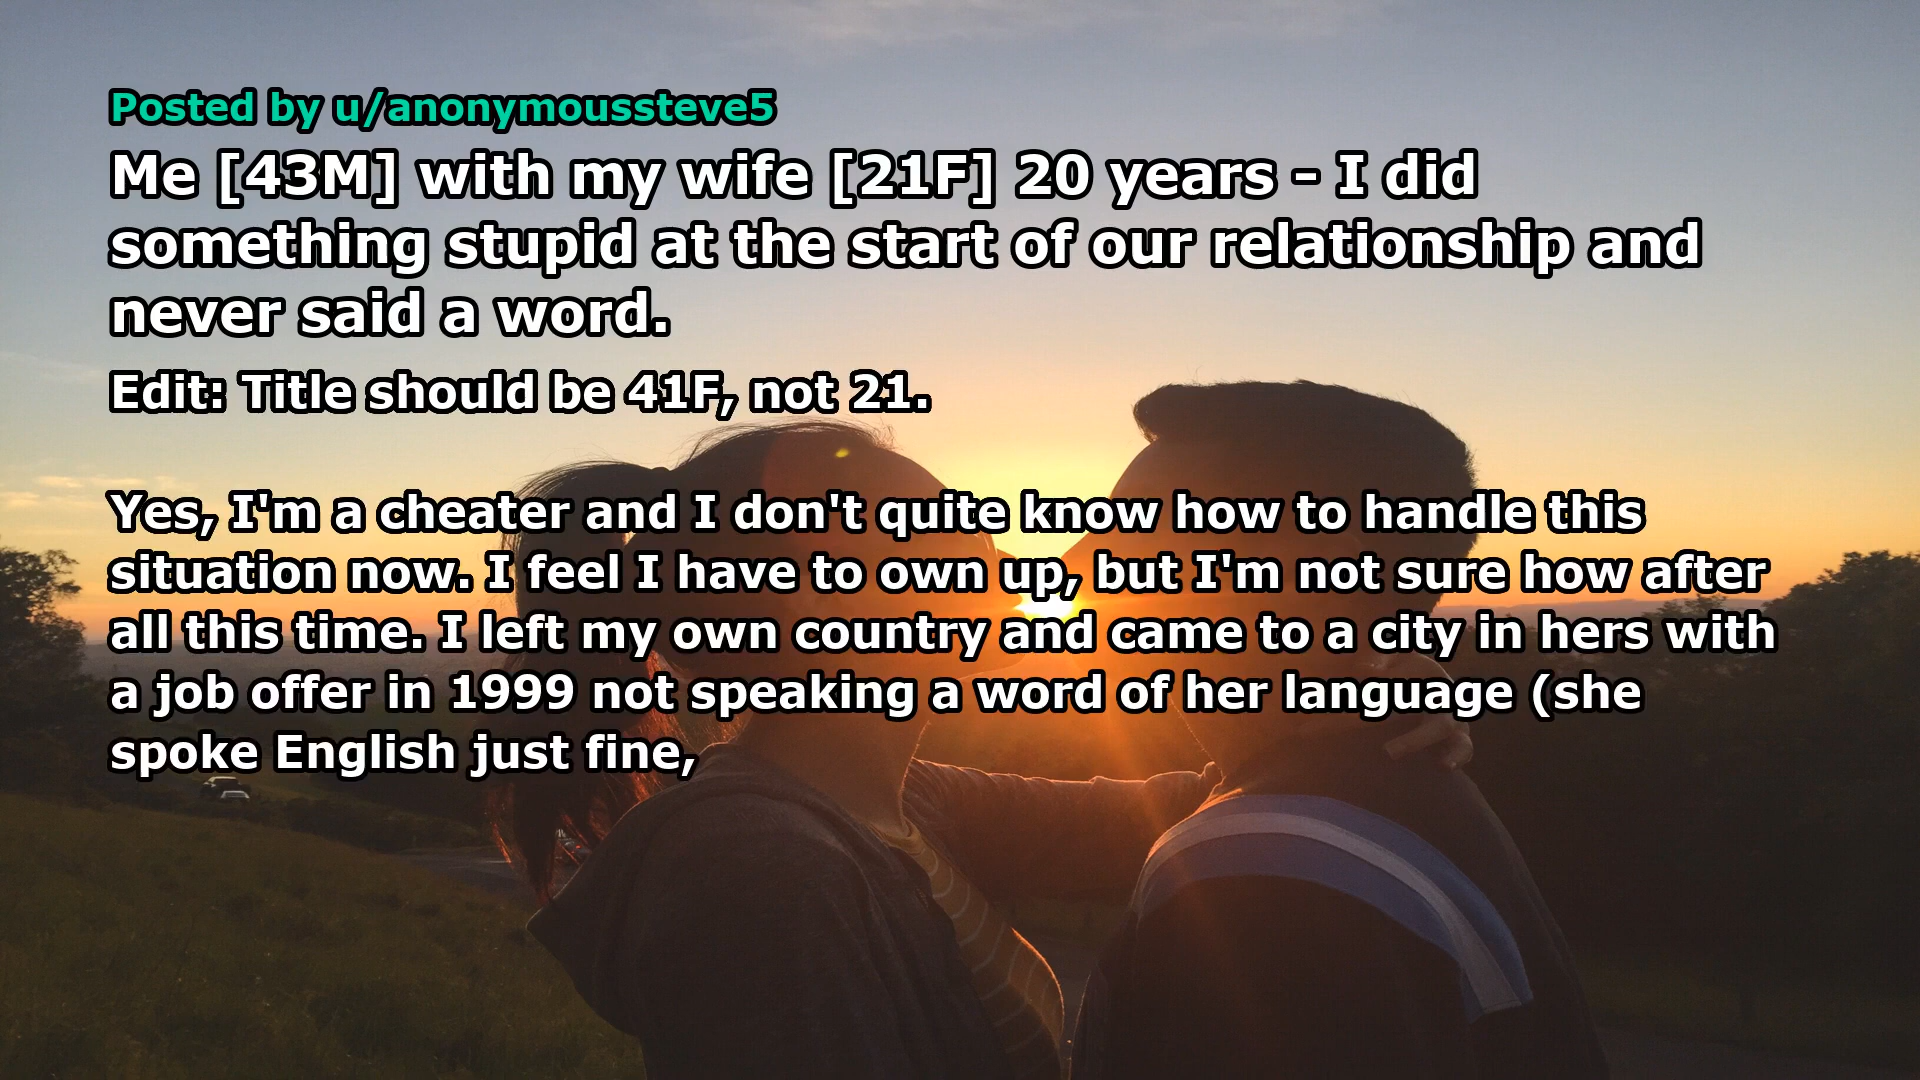 Posted by u/anonymoussteve5
Me [43M] with my wife [21F] 20 years - I did
something stupid at the start of our relationship and
never said a word.
Edit: Title should be 41F, not 21.
Yes, I'm a cheater and I don't quite know how to handle this
situation now. I feel I have to own up, but I'm not sure how after
all this time. I left my own country and came to a city in hers with
a job offer in 1999 not speaking a word of her language (she
spoke English just fine,